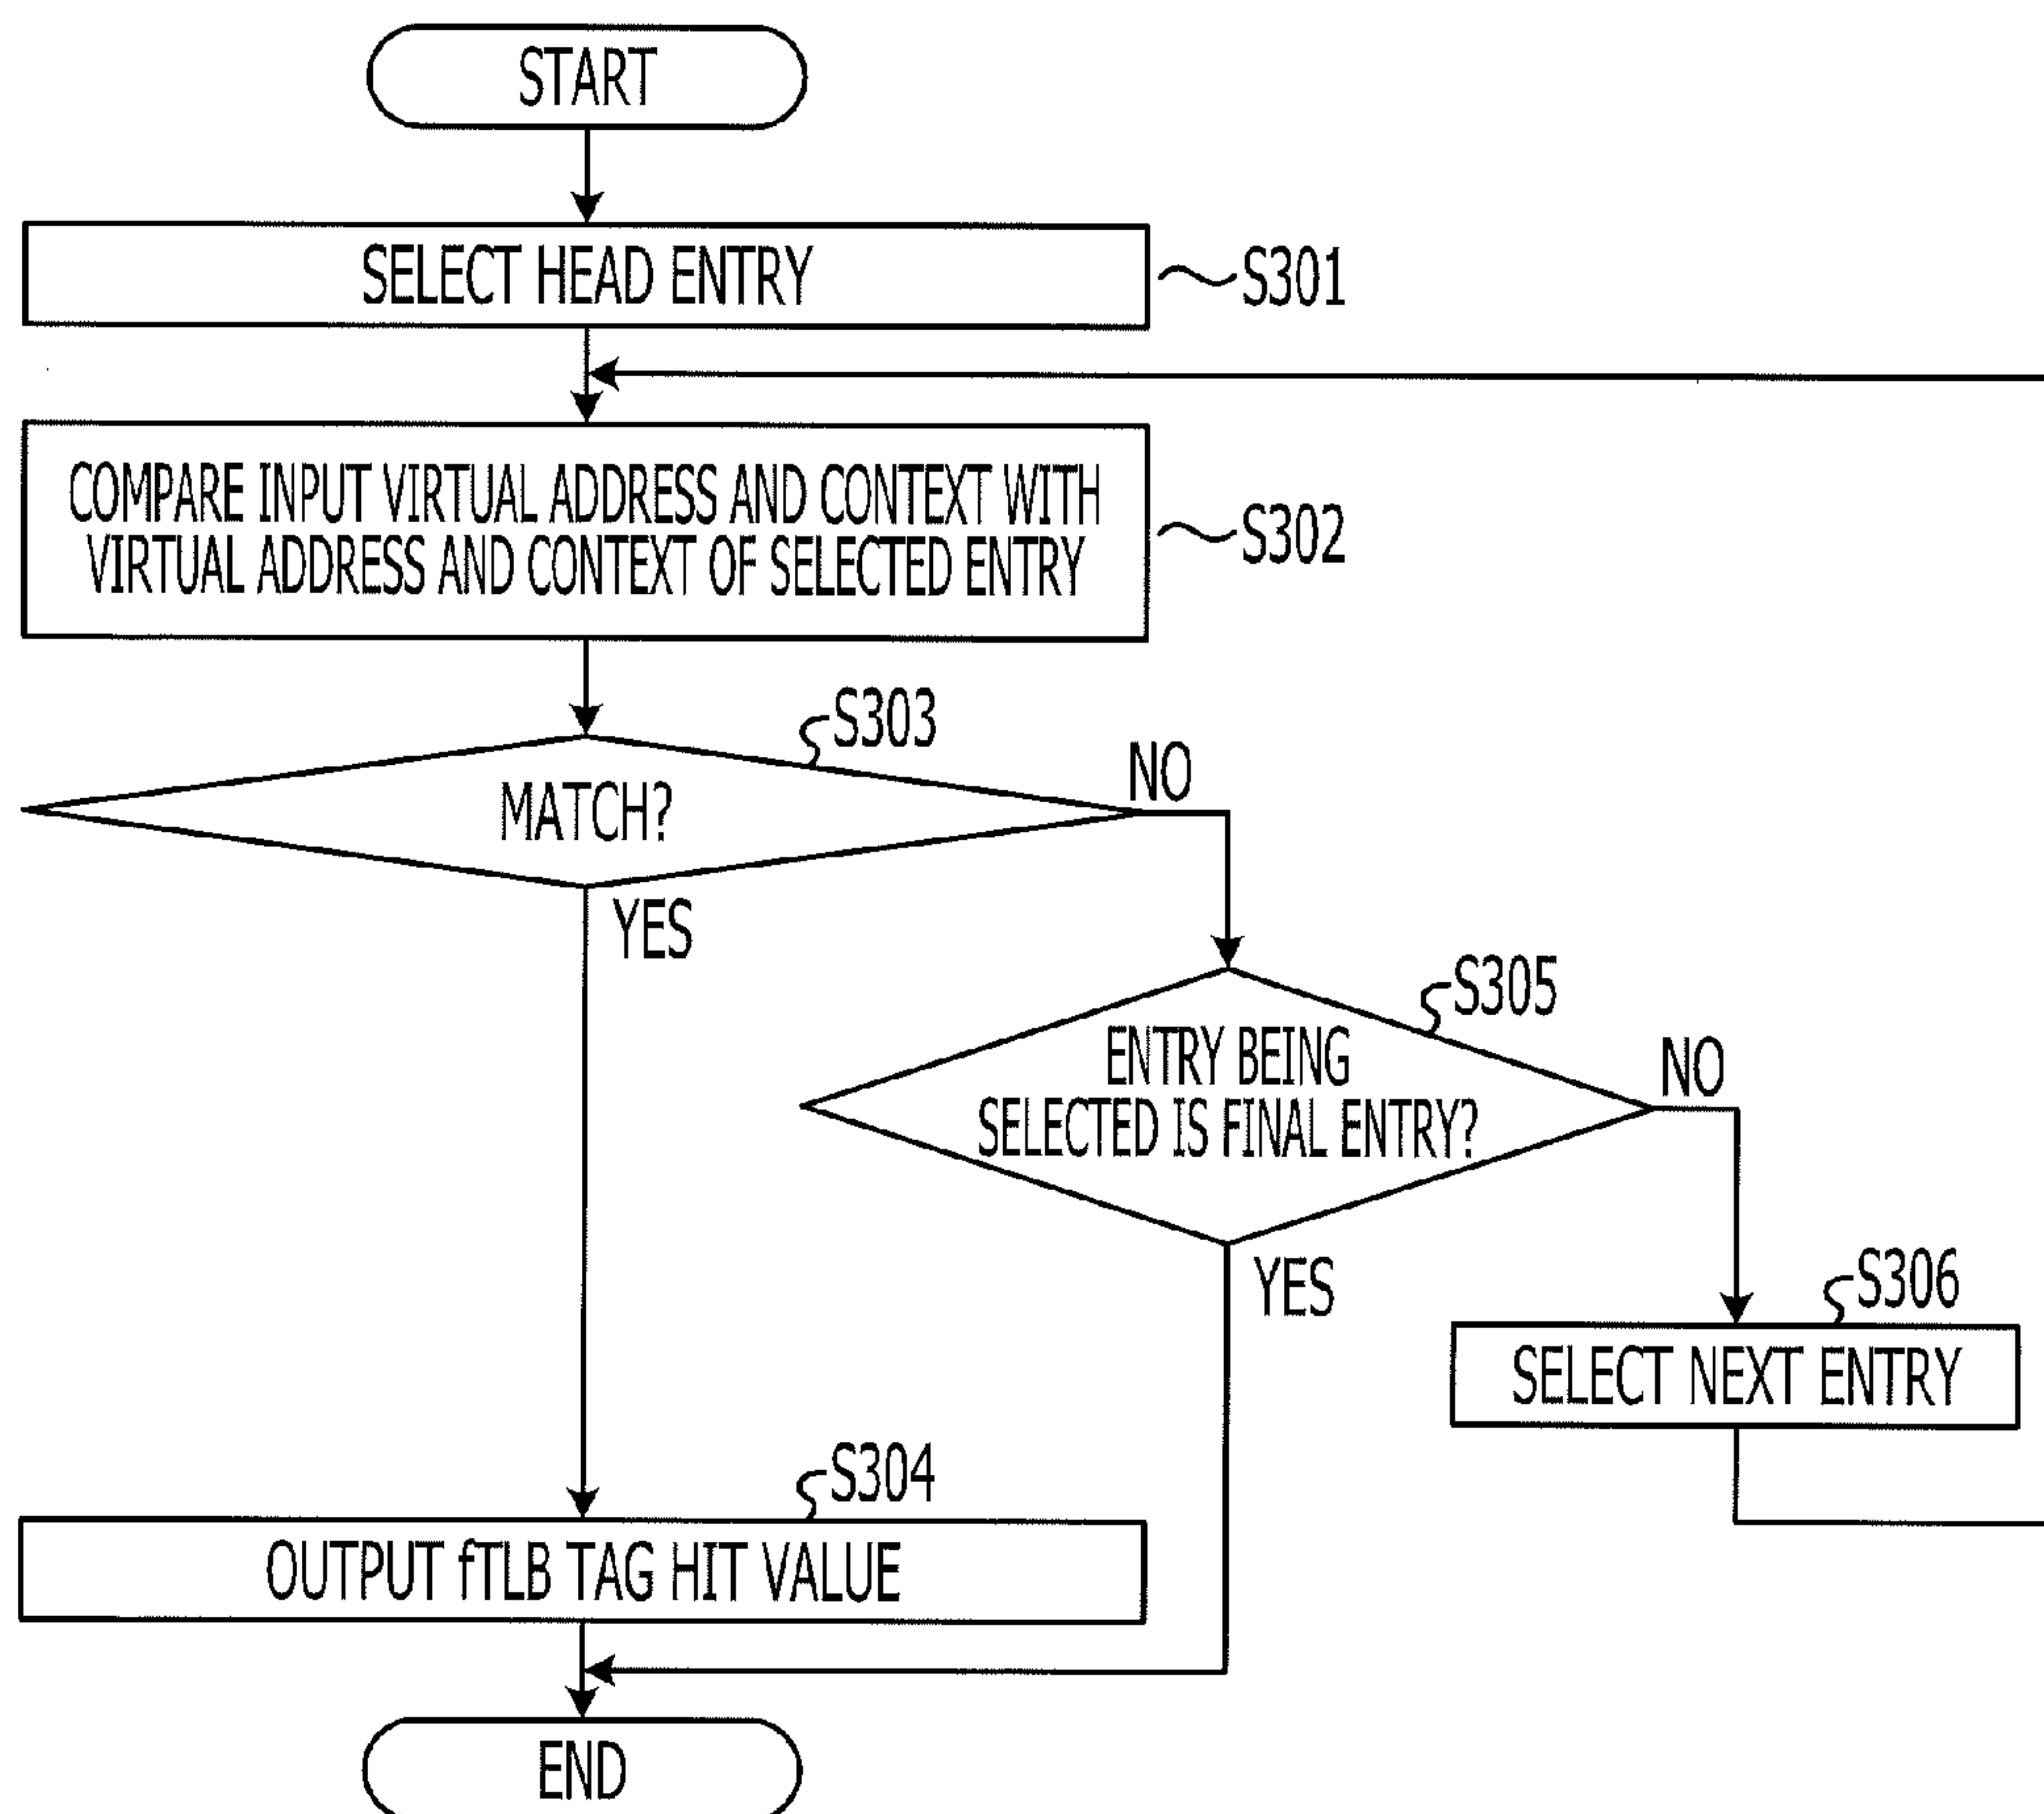 START
SELECT HEAD ENTRY
S301
COMPARE INPUT VIRTUAL ADDRESS AND CONTEXT WITH
VIRTUAL ADDRESS AND CONTEXT OF SELECTED ENTRY
S302
S303
MATCH?
NO
YES
S305
ENTRY BEING
SELECTED IS FINAL ENTRY?
NO
YES
S306
SELECT NEXT ENTRY
S304
OUTPUT fTLB TAG HIT VALUE
END